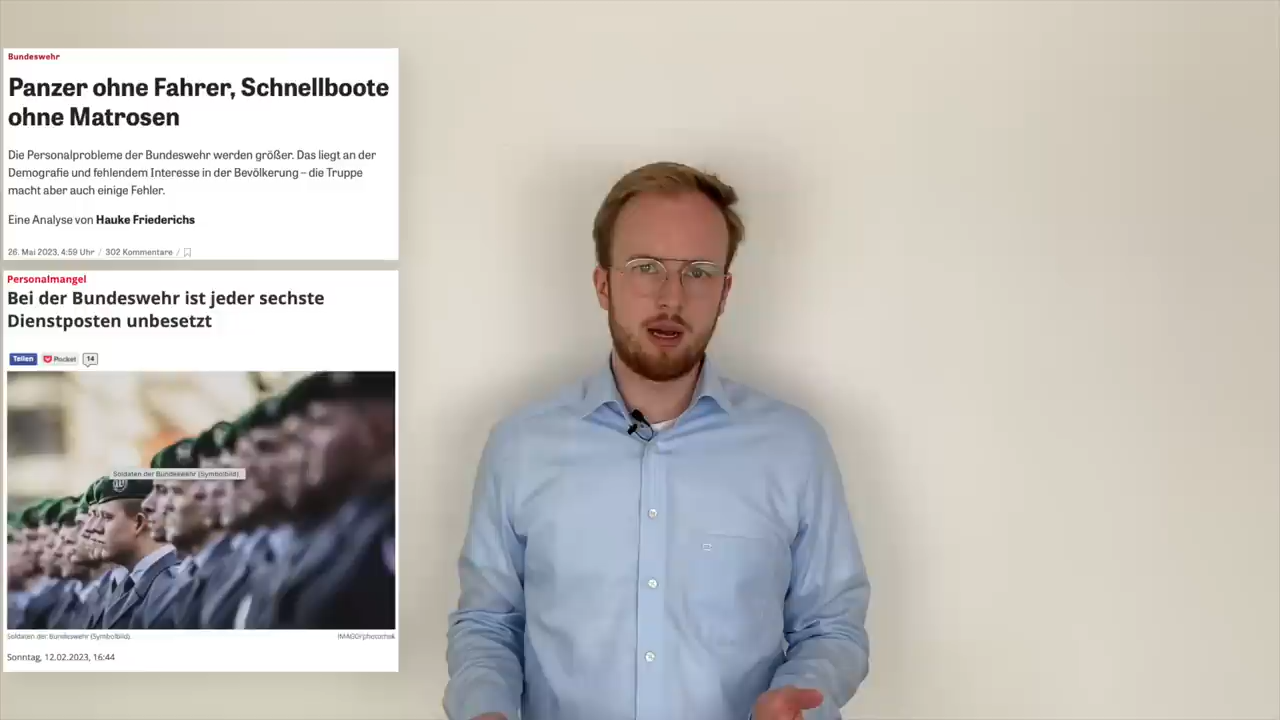 Bundeswehr
Panzer ohne Fahrer, Schnellboote
ohne Matrosen
Die Personalprobleme der Bundeswehr werden größer. Das liegt an der
Demografie und fehlendem Interesse in der Bevölkerung – die Truppe
macht aber auch einige Fehler.
Eine Analyse von Hauke Friederichs
26. Mai 2023, 4:59 Uhr / 302 Kommentare /
Personalmangel
Bei der Bundeswehr ist jeder sechste
Dienstposten unbesetzt
Teilen Pocket 14
Soldaten der Bundeswehr (Symbolbild)
Soldaten der Bundeswehr (Symbolbild).
Sonntag, 12.02.2023, 16:44